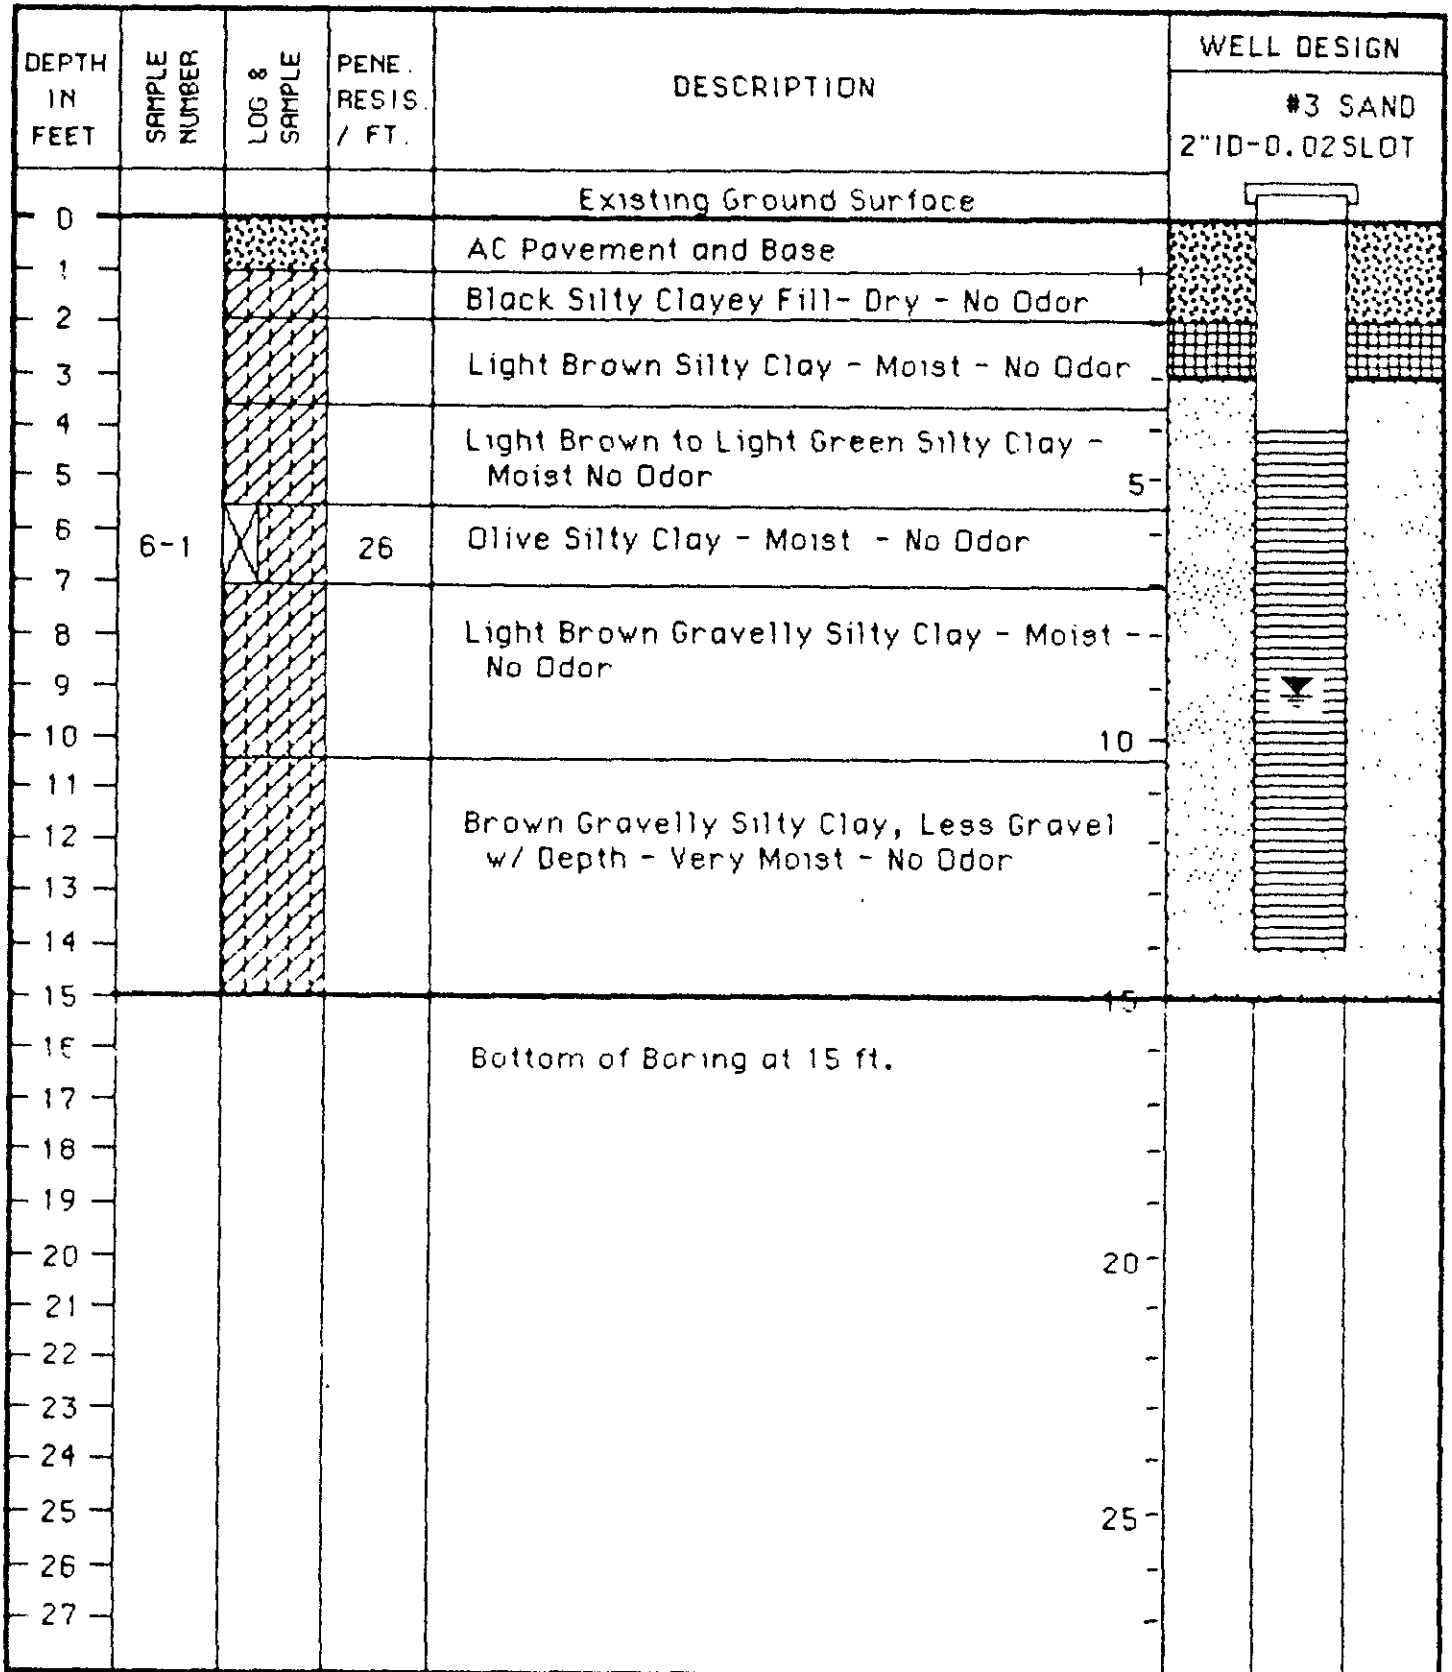 DEPTH
IN
FEET
SAMPLE
NUMBER
LOG &
SAMPLE
PENE.
RESIS.
/ FT.
DESCRIPTION
WELL DESIGN
#3 SAND
2"ID-0.02SLOT
Existing Ground Surface
0
AC Pavement and Base
1
1
Black Silty Clayey Fill- Dry - No Odor
2
Light Brown Silty Clay - Moist - No Odor
3
4
Light Brown to Light Green Silty Clay -
Moist No Odor
5
5
6
6-1
26
Olive Silty Clay - Moist - No Odor
7
8
Light Brown Gravelly Silty Clay - Moist -
No Odor
9
10
10
11
12
Brown Gravelly Silty Clay, Less Gravel
w/ Depth - Very Moist - No Odor
13
14
15
15
16
Bottom of Boring at 15 ft.
17
18
19
20
20
21
22
23
24
25
25
26
27